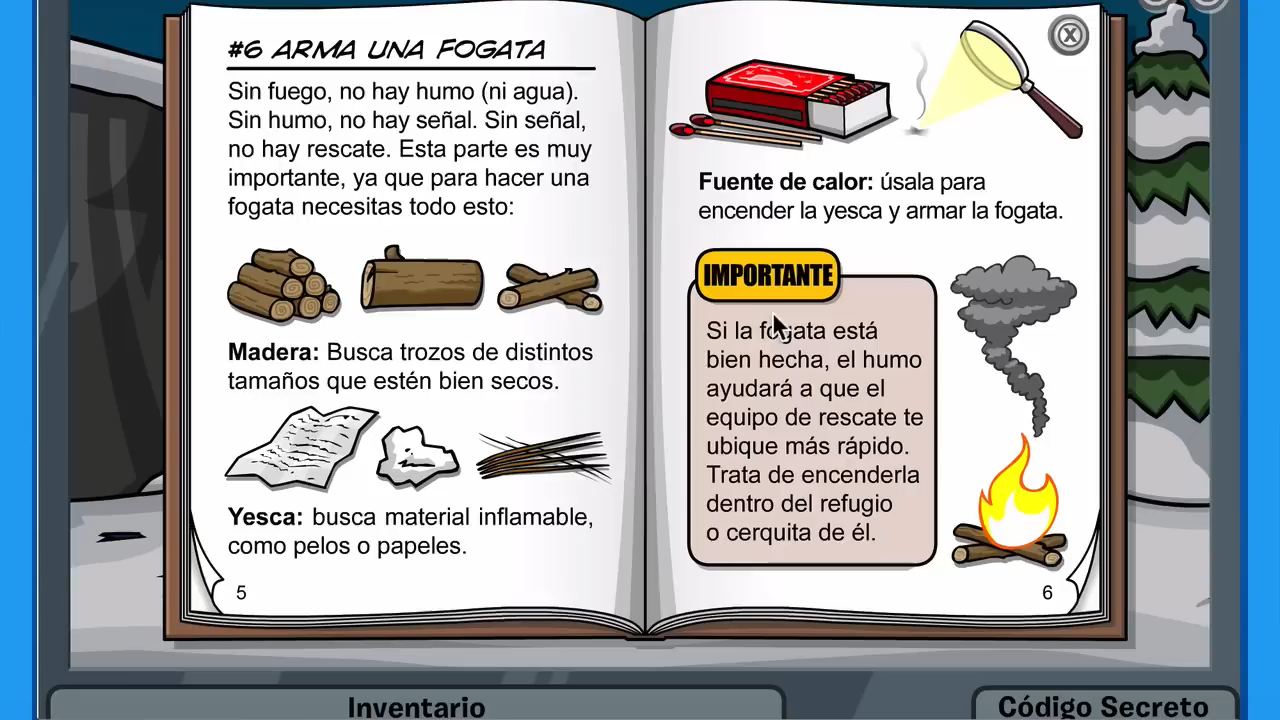 #6 ARMA UNA FOGATA
Sin fuego, no hay humo (ni agua).
Sin humo, no hay señal. Sin señal,
no hay rescate. Esta parte es muy
importante, ya que para hacer una
fogata necesitas todo esto:
Madera: Busca trozos de distintos
tamaños que estén bien secos.
Yesca: busca material inflamable,
como pelos o papeles.
5
X
Fuente de calor: úsala para
encender la yesca y armar la fogata.
IMPORTANTE
Si la fogata está
bien hecha, el humo
ayudará a que el
equipo de rescate te
ubique más rápido.
Trata de encenderla
dentro del refugio
o cerquita de él.
6
Inventario
Código Secreto